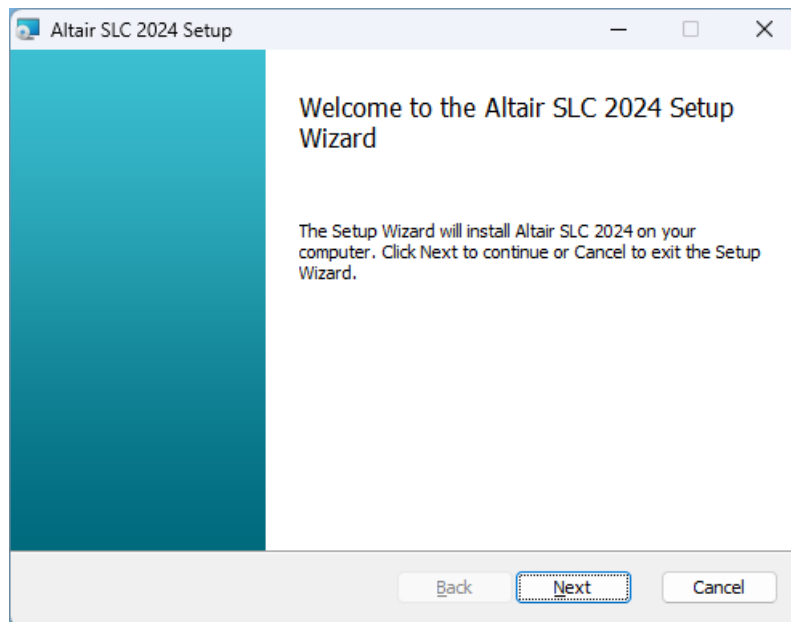 Altair SLC 2024 Setup
Welcome to the Altair SLC 2024 Setup
Wizard
The Setup Wizard will install Altair SLC 2024 on your
computer. Click Next to continue or Cancel to exit the Setup
Wizard.
Back Next Cancel